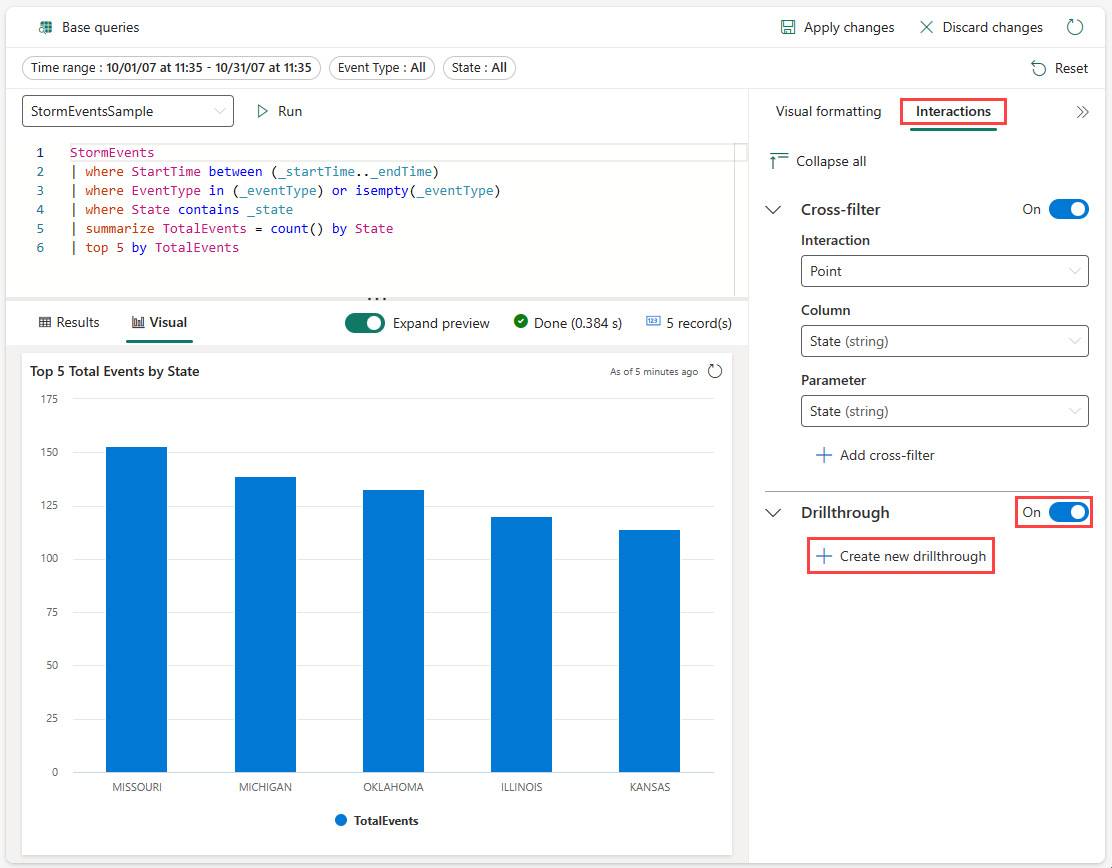 Base queries
Apply changes
Discard changes
Time range : 10/01/07 at 11:35 - 10/31/07 at 11:35
Event Type : All
State : All
Reset
StormEventsSample
Run
1 StormEvents
2 | where StartTime between (_startTime.._endTime)
3 | where EventType in (_eventType) or isempty(_eventType)
4 | where State contains _state
5 | summarize TotalEvents = count() by State
6 | top 5 by TotalEvents
Results
Visual
Expand preview
Done (0.384 s)
123
5 record(s)
Top 5 Total Events by State
As of 5 minutes ago
175
150
125
100
75
50
25
0
MISSOURI
MICHIGAN
OKLAHOMA
ILLINOIS
KANSAS
TotalEvents
Visual formatting
Interactions
Collapse all
Cross-filter
On
Interaction
Point
Column
State (string)
Parameter
State (string)
Add cross-filter
Drillthrough
On
Create new drillthrough